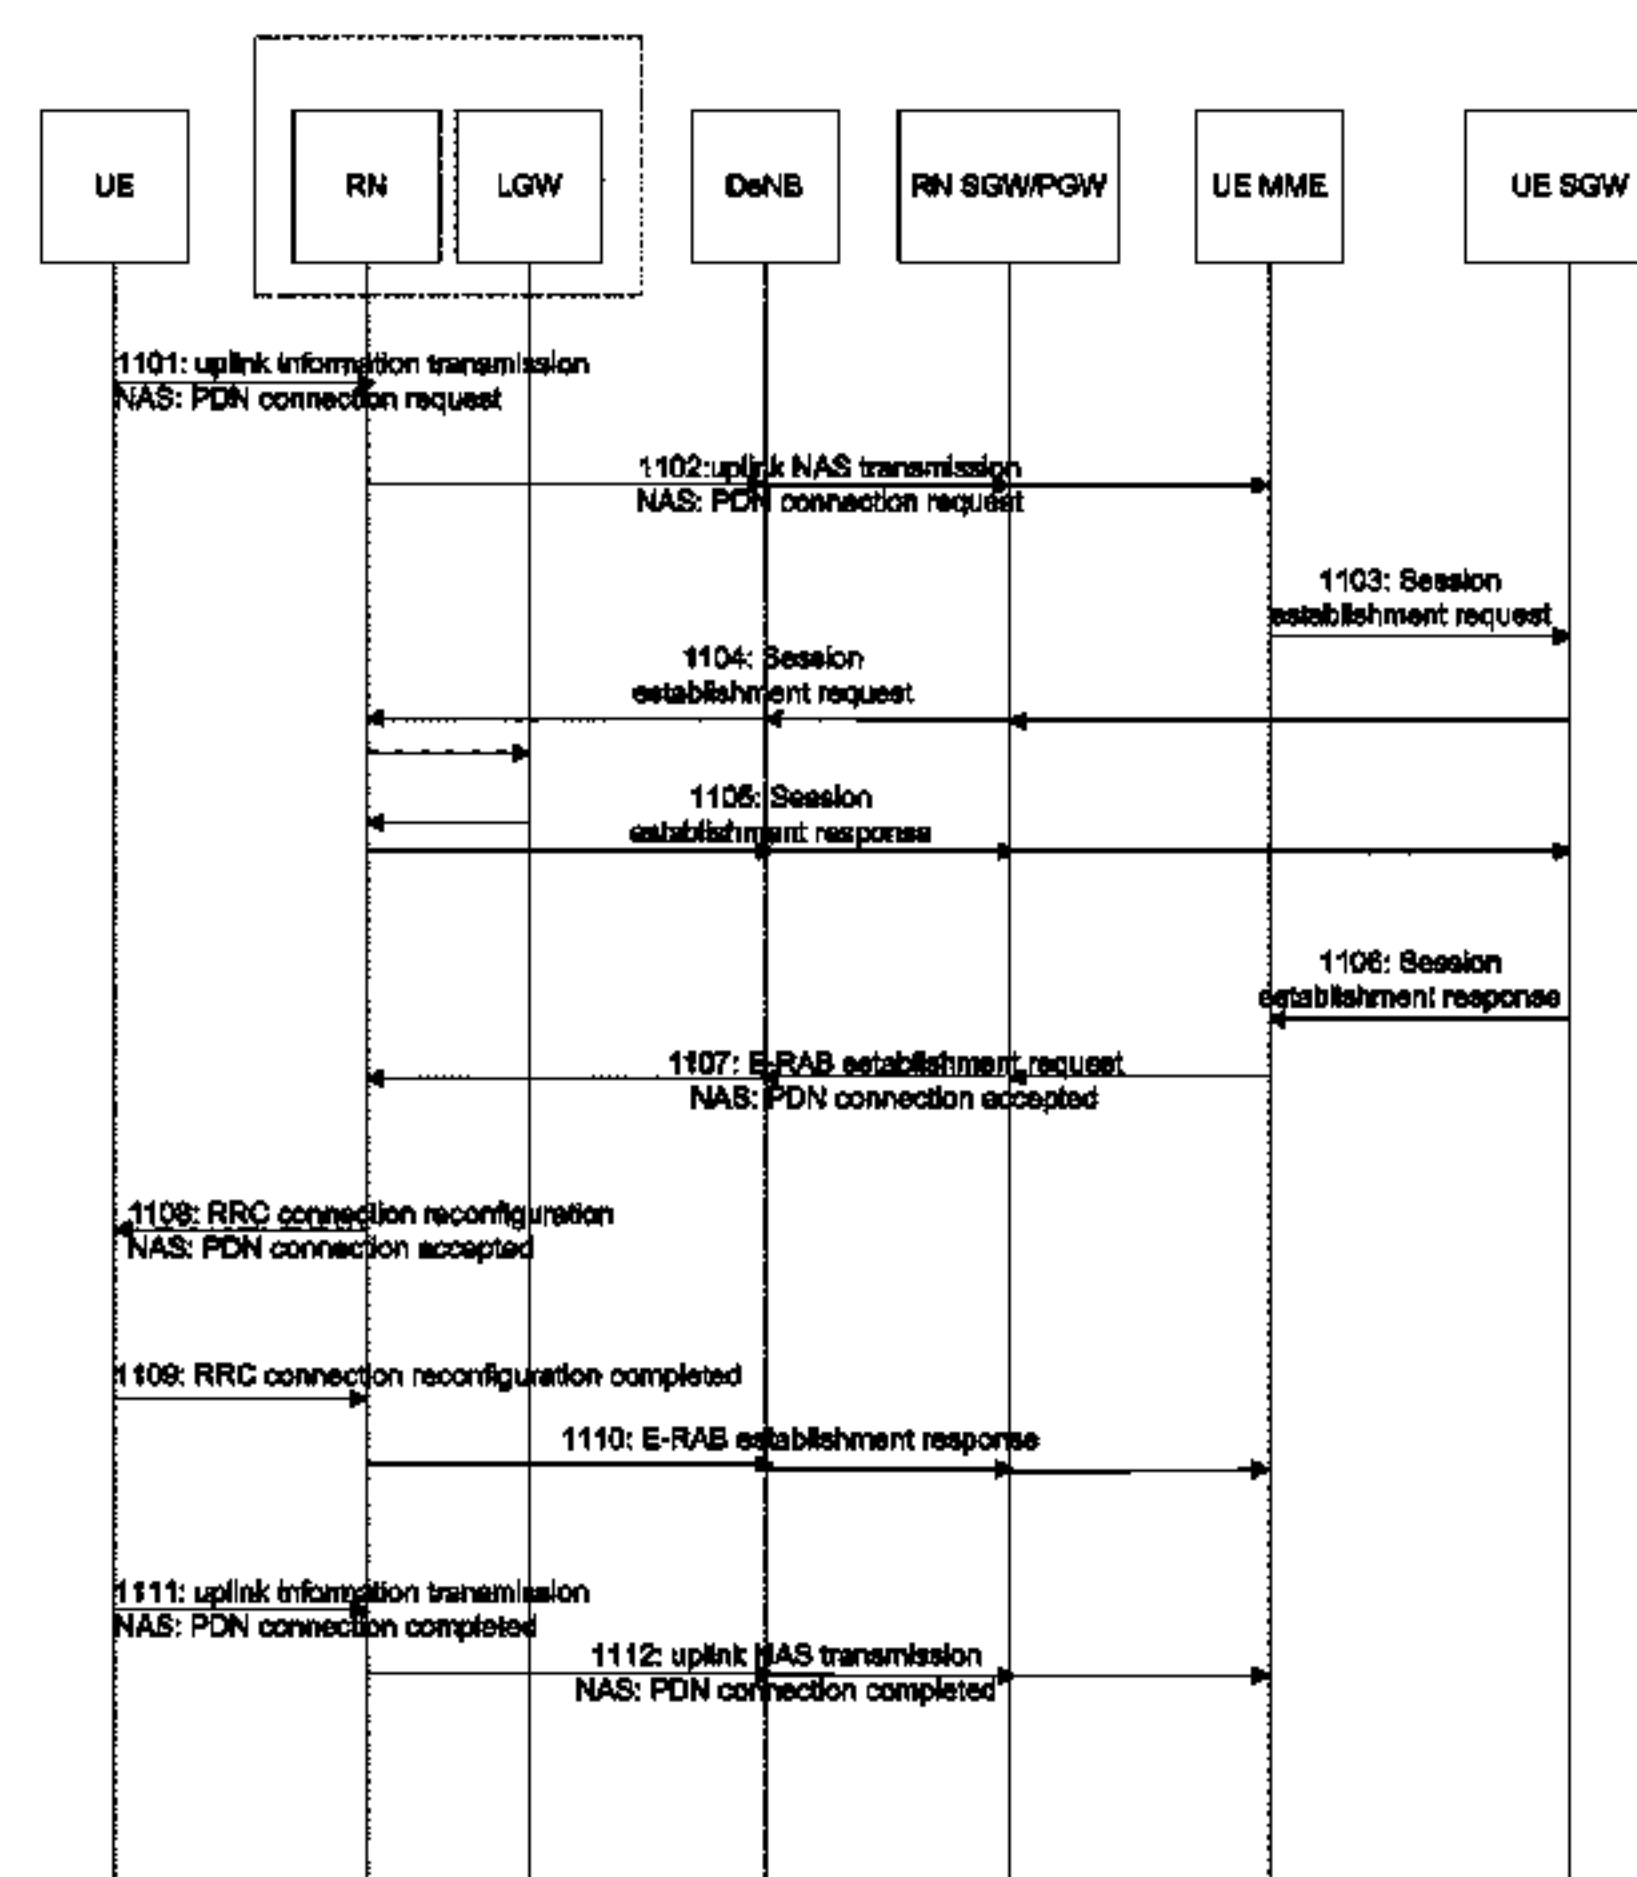 UE
RN
LGW
DeNB
RN SGW/PGW
UE MME
UE SGW
1101: uplink information transmission
NAS: PDN connection request
1102:uplink NAS transmission
NAS: PDN connection request
1103: Session
establishment request
1104: Session
establishment request
1105: Session
establishment response
1106: Session
establishment response
1107: E-RAB establishment request
NAS: PDN connection accepted
1108: RRC connection reconfiguration
NAS: PDN connection accepted
1109: RRC connection reconfiguration completed
1110: E-RAB establishment response
1111: uplink information transmission
NAS: PDN connection completed
1112: uplink NAS transmission
NAS: PDN connection completed